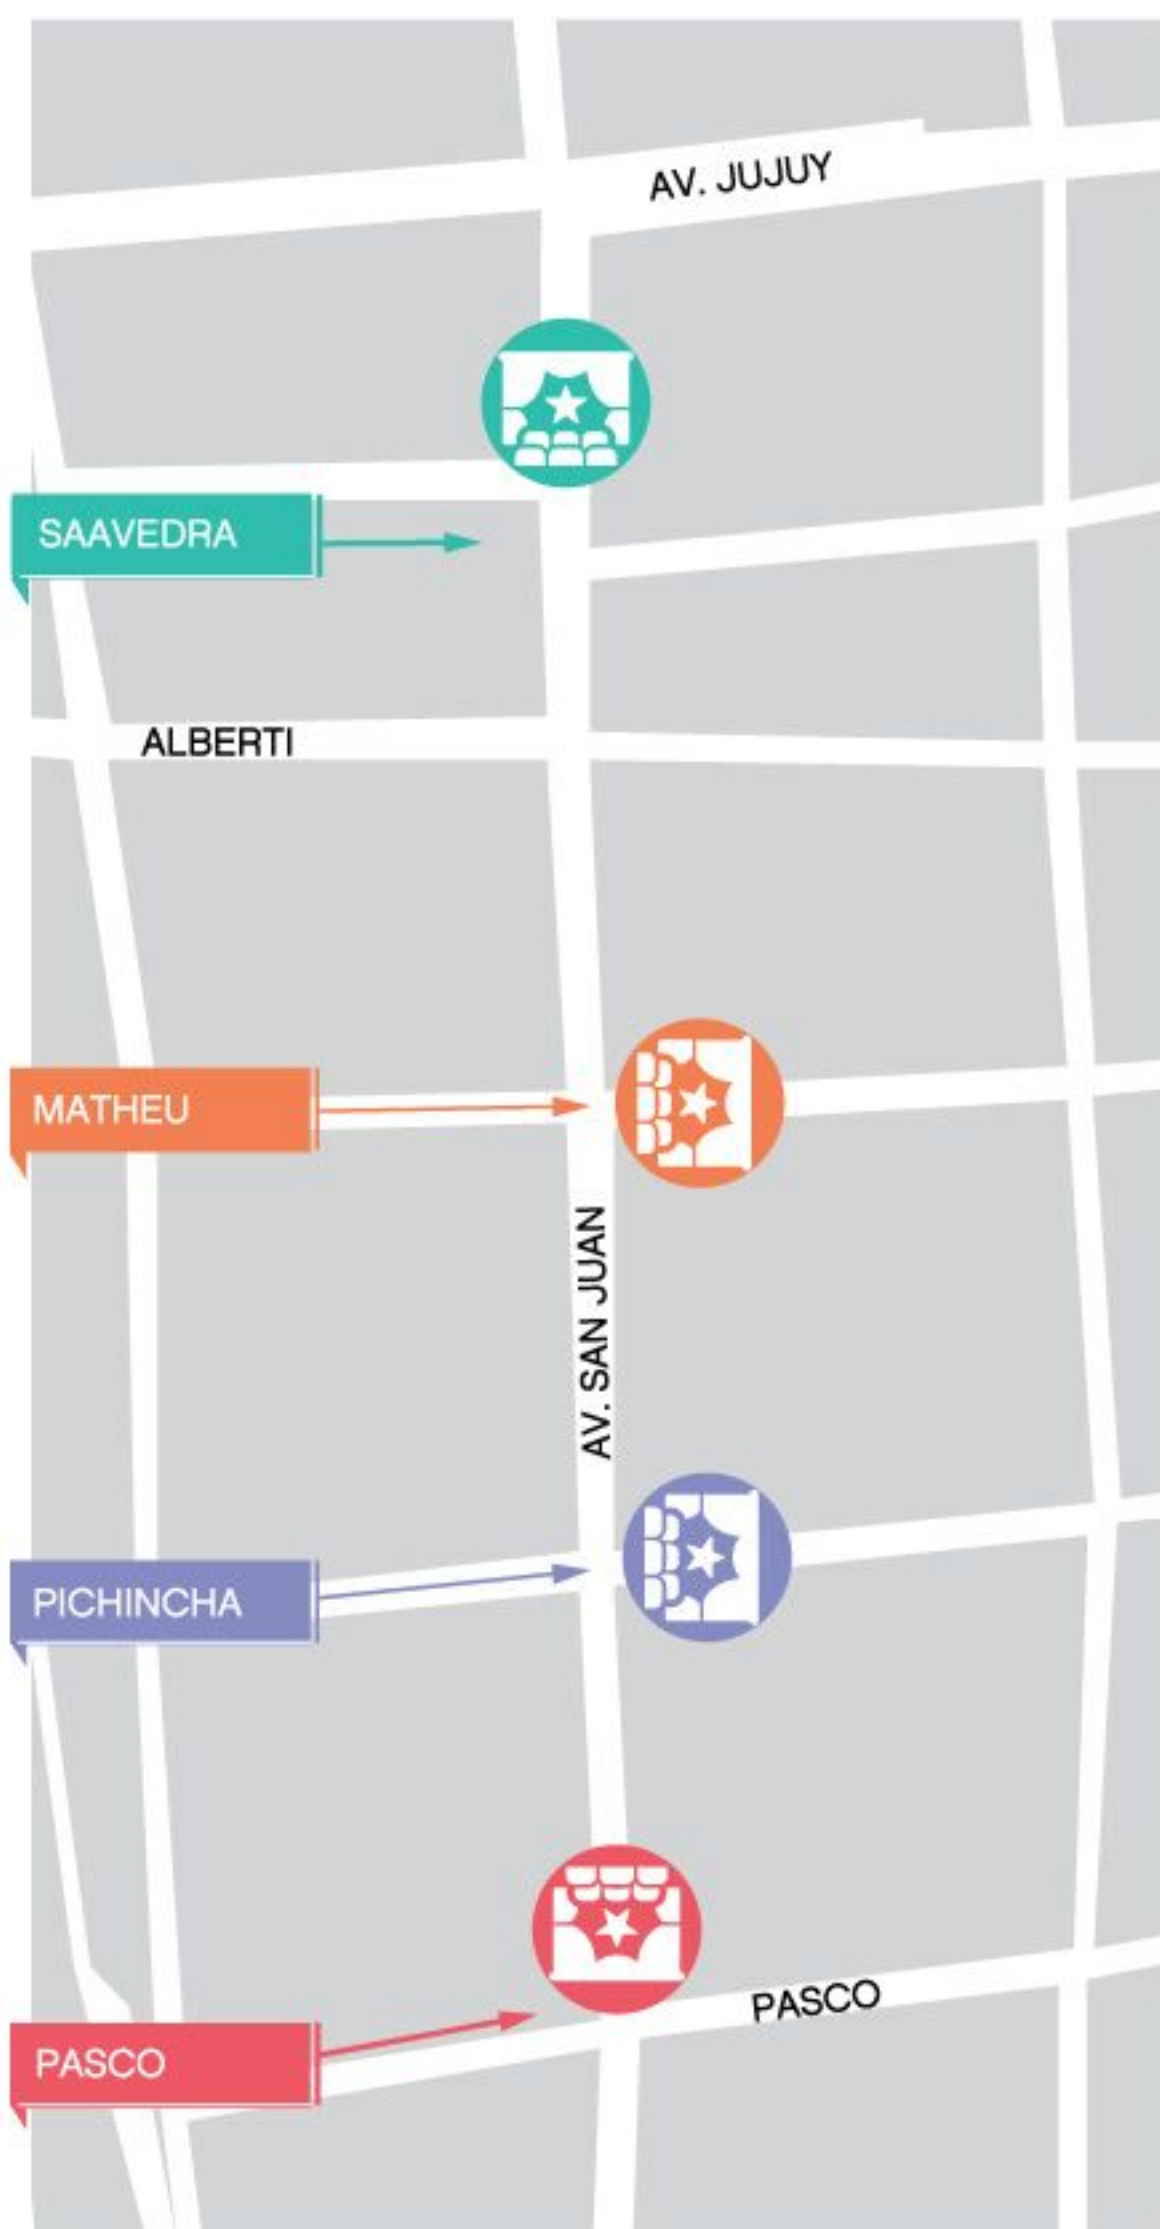 AV. JUJUY
SAAVEDRA
ALBERTI
MATHEU
AV. SAN JUAN
PICHINCHA
PASCO
PASCO